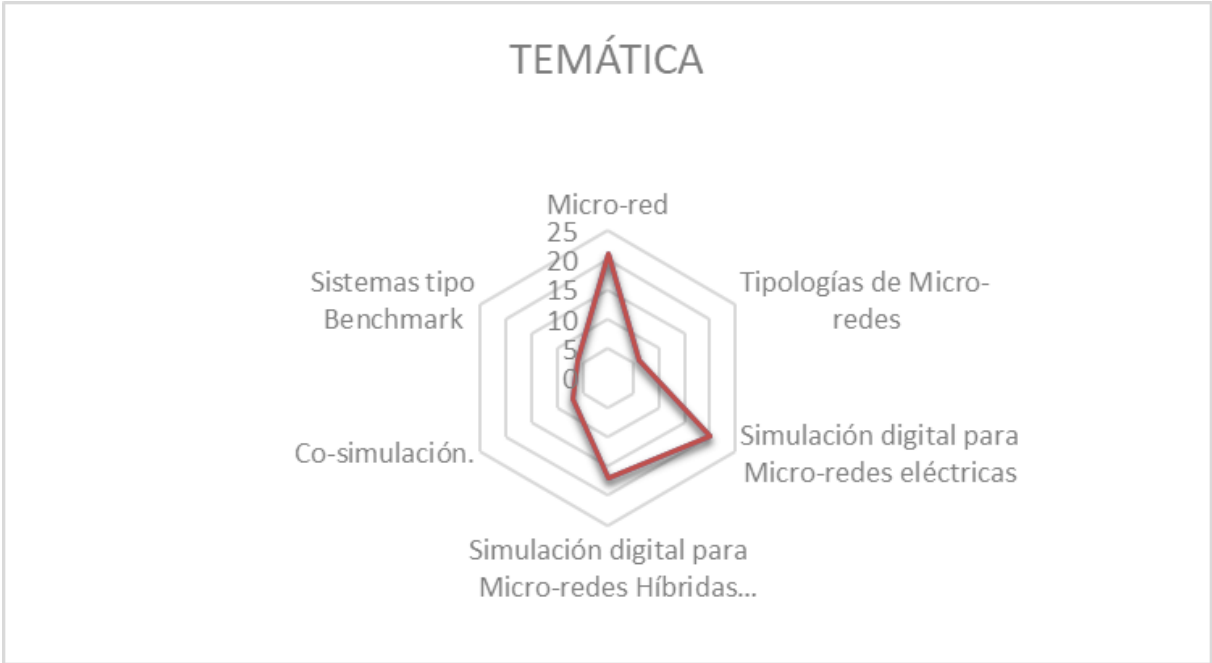 TEMÁTICA
Micro-red
25
20
15
10
5
0
Tipologías de Micro-
redes
Simulación digital para
Micro-redes eléctricas
Simulación digital para
Micro-redes Híbridas...
Co-simulación.
Sistemas tipo
Benchmark